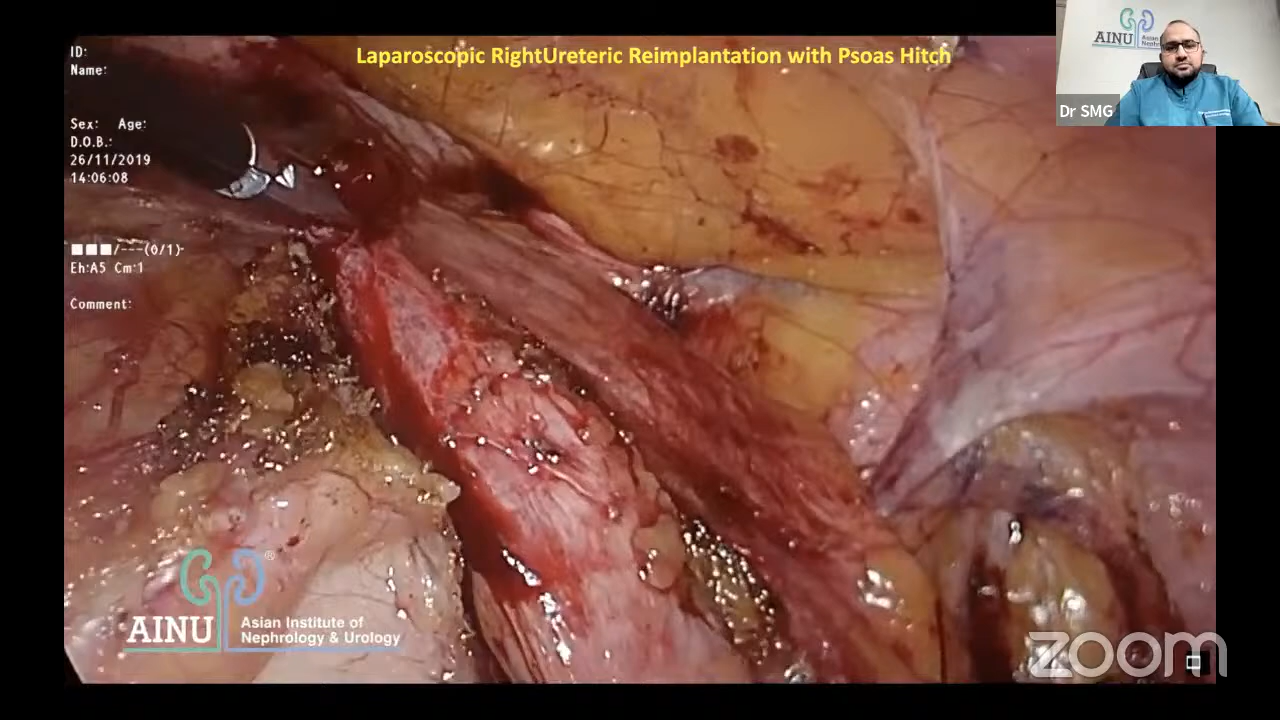 Laparoscopic RightUreteric Reimplantation with Psoas Hitch
ID:
Name:
Sex: Age:
D.O.B.:
26/11/2019
14:06:08
■■■/---(0/1)-
Eh:A5 Cm:1
Comment:
AINU
Dr SMG
AINU®
Asian Institute of
Nephrology & Urology
zoom